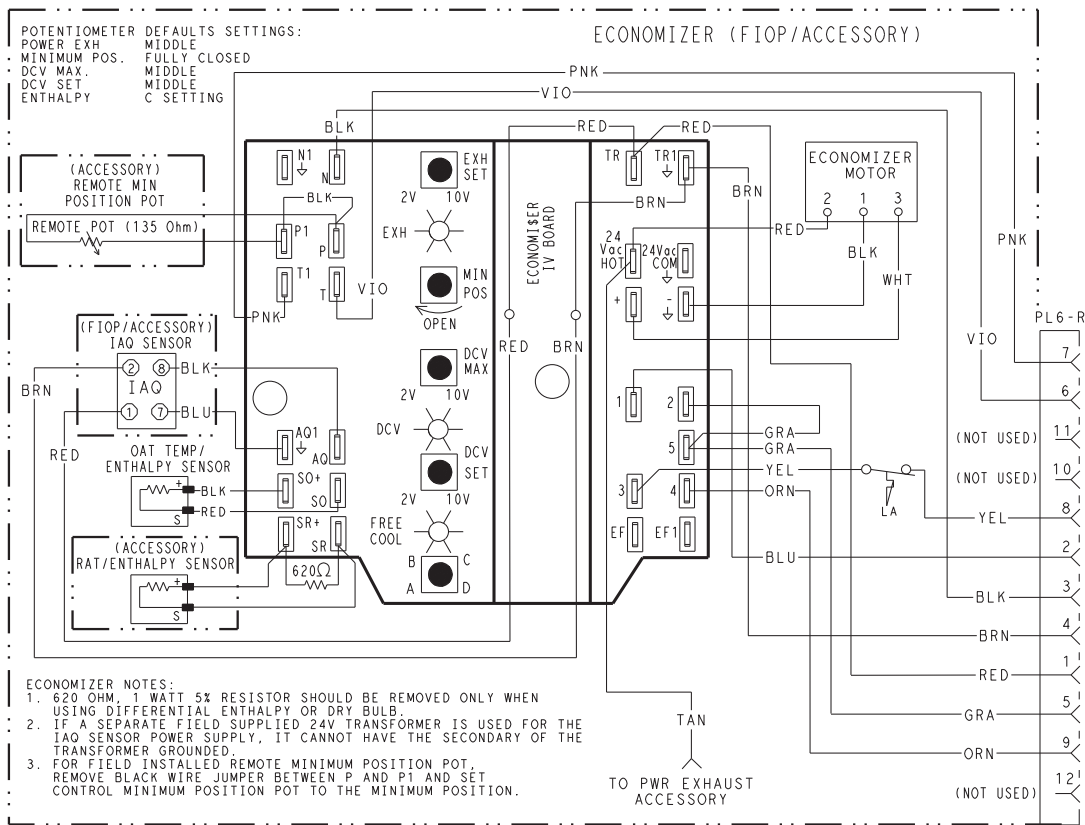 POTENTIOMETER DEFAULTS SETTINGS:
POWER EXH MIDDLE
MINIMUM POS. FULLY CLOSED
DCV MAX. MIDDLE
DCV SET MIDDLE
ENTHALPY C SETTING
ECONOMIZER (FIOP/ACCESSORY)
PNK
VIO
BLK
RED
RED
(ACCESSORY)
REMOTE MIN
POSITION POT
REMOTE POT (135 Ohm)
N1
N
BLK
P1
P
T1
T
VIO
PNK
EXH
SET
2V 10V
EXH
MIN
POS
OPEN
DCV
MAX
2V 10V
DCV
DCV
SET
2V 10V
FREE
COOL
B C
A D
ECONOMI$ER
IV BOARD
RED
BRN
TR
TR1
BRN
BRN
24
Vac
HOT
24Vac
COM
+
-
1
2
5
3
4
EF
EF1
ECONOMIZER
MOTOR
2 1 3
RED
BLK
WHT
PNK
VIO
(FIOP/ACCESSORY)
IAQ SENSOR
2 8
IAQ
1 7
BLK
BLU
BRN
RED
AQ1
AQ
OAT TEMP/
ENTHALPY SENSOR
+
S
BLK
RED
SO+
SO
(ACCESSORY)
RAT/ENTHALPY SENSOR
+
S
SR+
SR
620Ω
GRA
GRA
YEL
ORN
LA
BLU
TAN
TO PWR EXHAUST
ACCESSORY
PL6-R
7
6
(NOT USED) 11
(NOT USED) 10
YEL 8
2
BLK 3
BRN 4
RED 1
GRA 5
ORN 9
(NOT USED) 12
ECONOMIZER NOTES:
1. 620 OHM, 1 WATT 5% RESISTOR SHOULD BE REMOVED ONLY WHEN
USING DIFFERENTIAL ENTHALPY OR DRY BULB.
2. IF A SEPARATE FIELD SUPPLIED 24V TRANSFORMER IS USED FOR THE
IAQ SENSOR POWER SUPPLY, IT CANNOT HAVE THE SECONDARY OF THE
TRANSFORMER GROUNDED.
3. FOR FIELD INSTALLED REMOTE MINIMUM POSITION POT,
REMOVE BLACK WIRE JUMPER BETWEEN P AND P1 AND SET
CONTROL MINIMUM POSITION POT TO THE MINIMUM POSITION.